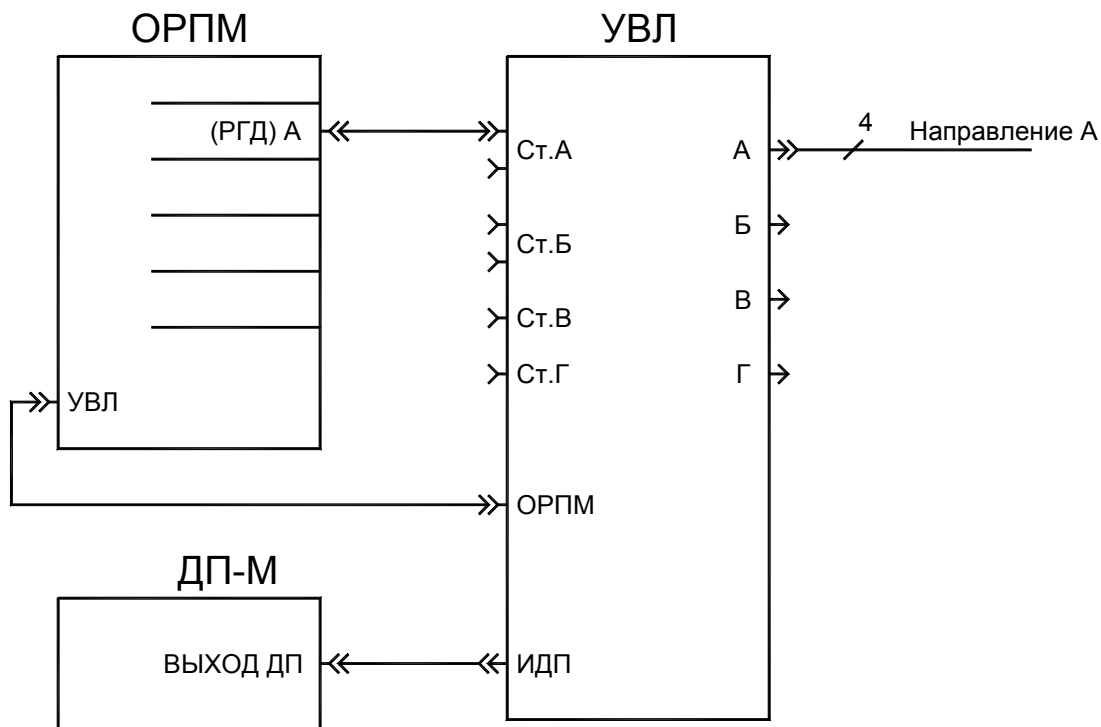 ОРПМ
УВЛ
(РГД) А
Ст.А
А
4
Направление А
Ст.Б
Б
Ст.В
В
Ст.Г
Г
УВЛ
ОРПМ
ДП-М
ВЫХОД ДП
ИДП